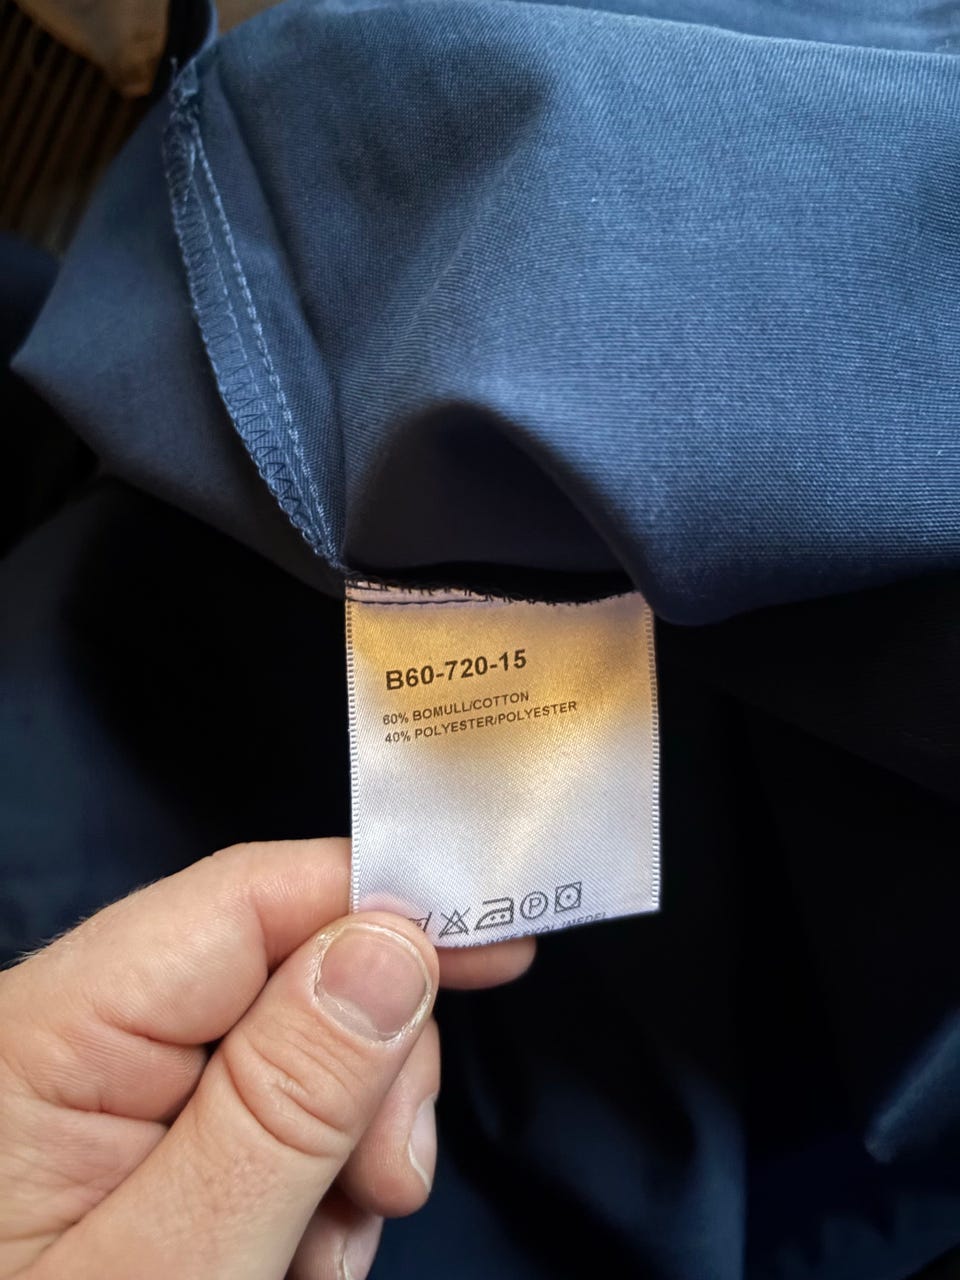 B60-720-15
60% BOMULL/COTTON
40% POLYESTER/POLYESTER
P